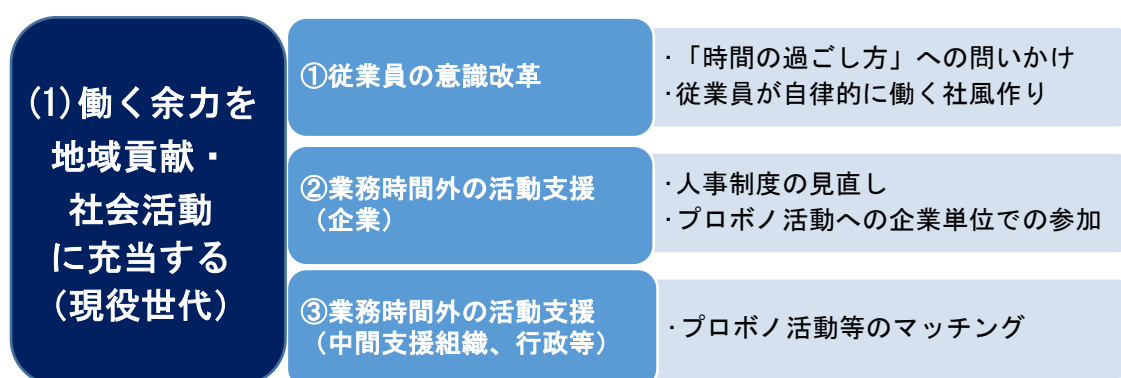 (1)働く余力を
地域貢献・
社会活動
に充当する
（現役世代）
①従業員の意識改革
・「時間の過ごし方」への問いかけ
・従業員が自律的に働く社風作り
②業務時間外の活動支援
（企業）
・人事制度の見直し
・プロボノ活動への企業単位での参加
③業務時間外の活動支援
（中間支援組織、行政等）
・プロボノ活動等のマッチング